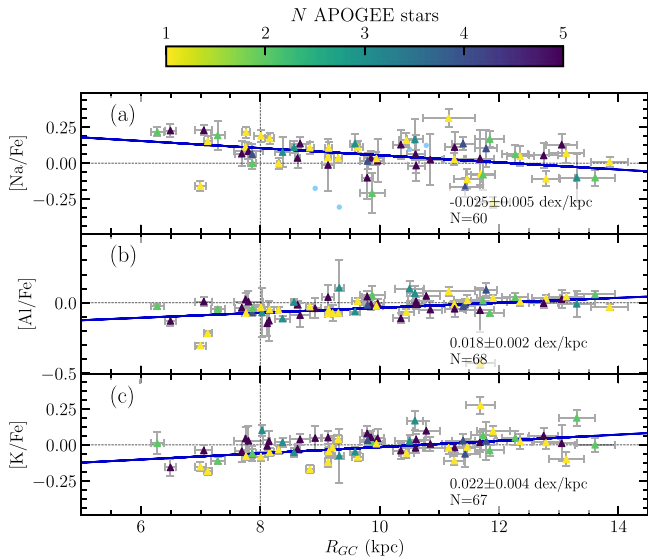 N APOGEE stars
1 2 3 4 5
(a)
[Na/Fe]
0.25
0.00
−0.25
-0.025±0.005 dex/kpc
N=60
(b)
[Al/Fe]
0.0
−0.5
0.018±0.002 dex/kpc
N=68
(c)
[K/Fe]
0.25
0.00
−0.25
0.022±0.004 dex/kpc
N=67
6 8 10 12 14
R_{GC} (kpc)